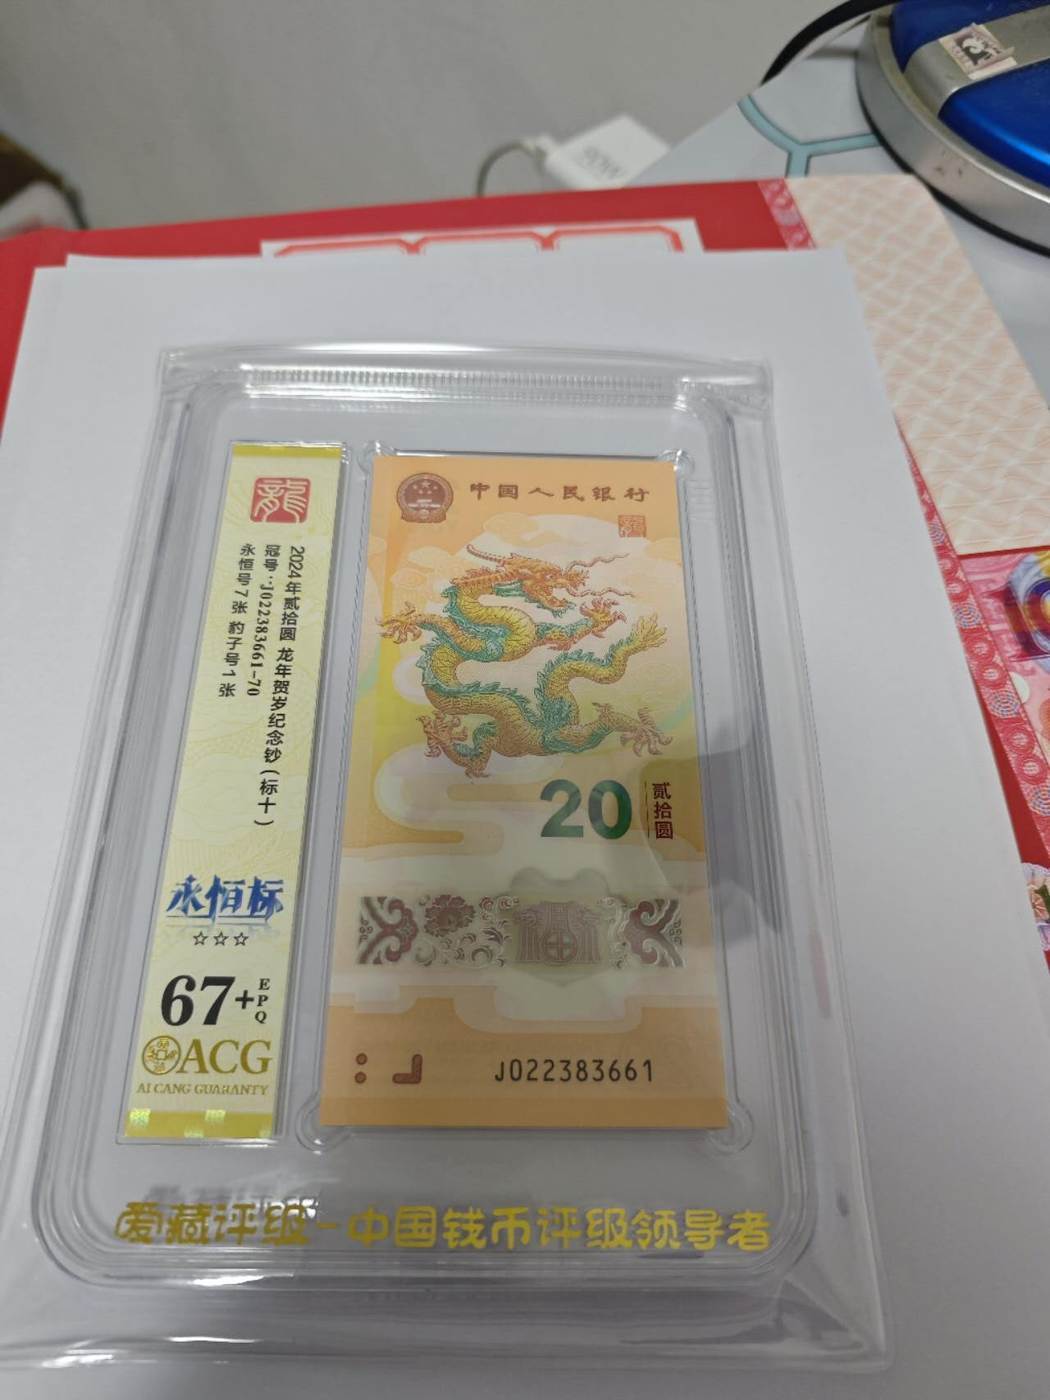 龍
2024年贰拾圆 龙年贺岁纪念钞(标十)
冠号:J022383661-70
永恒号7张 豹子号1张
永恒标
☆☆☆
67+
EPQ
ACG
AI CANG GUARANTY
中国人民银行
龍
20
贰拾圆
福
J022383661
爱藏评级-中国钱币评级领导者